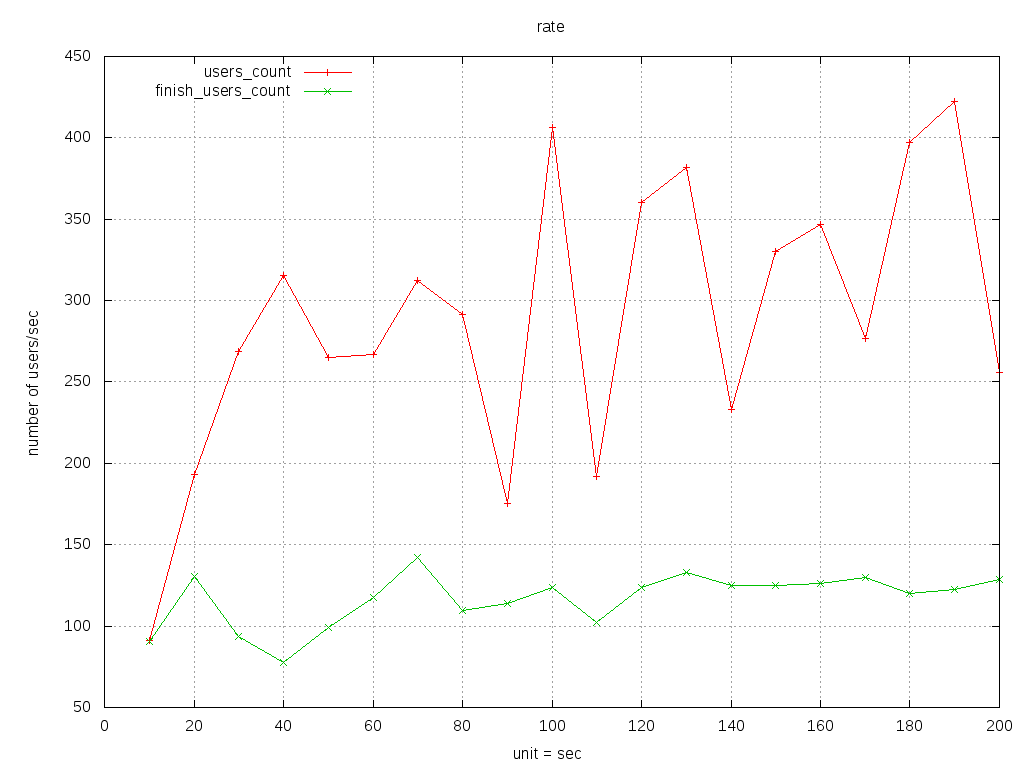 rate
users_count
finish_users_count
450
400
350
300
250
200
150
100
50
number of users/sec
0 20 40 60 80 100 120 140 160 180 200
unit = sec